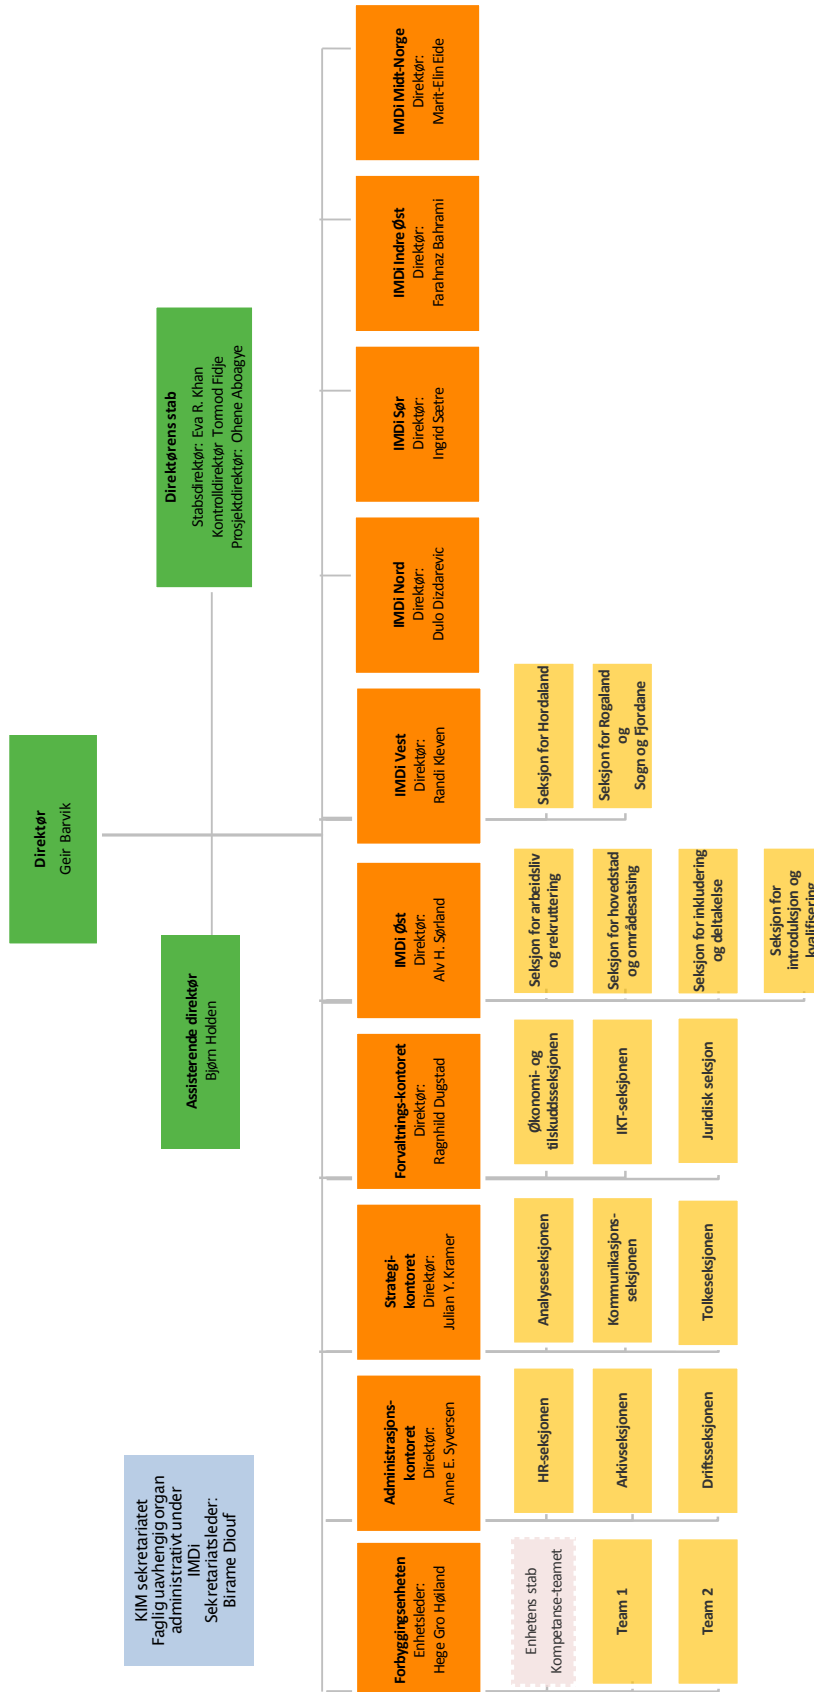 Direktør
Geir Barvik
Assisterende direktør
Bjørn Holden
Direktørens stab
Stabsdirektør: Eva R. Khan
Kontrolldirektør Tormod Fidje
Prosjektdirektør: Ohene Aboagye
KIM sekretariatet
Faglig uavhengig organ
administrativt under
IMDi
Sekretariatsleder:
Birame Diouf
Forbyggingsenheten
Enhetsleder:
Hege Gro Høiland
Enhetens stab
Kompetanse-teamet
Team 1
Team 2
Administrasjons-
kontoret
Direktør:
Anne E. Syversen
HR-seksjonen
Arkivseksjonen
Driftsseksjonen
Strategi-
kontoret
Direktør:
Julian Y. Kramer
Analyseseksjonen
Kommunikasjons-
seksjonen
Tolkeseksjonen
Forvaltnings-kontoret
Direktør:
Ragnhild Dugstad
Økonomi- og
tilskuddsseksjonen
IKT-seksjonen
Juridisk seksjon
IMDi Øst
Direktør:
Alv H. Sørland
Seksjon for arbeidsliv
og rekruttering
Seksjon for hovedstad
og områdesatsing
Seksjon for inkludering
og deltakelse
Seksjon for
introduksjon og
kvalifisering
IMDi Vest
Direktør:
Randi Kleven
Seksjon for Hordaland
Seksjon for Rogaland
og
Sogn og Fjordane
IMDi Nord
Direktør:
Dulo Dizdarevic
IMDi Sør
Direktør:
Ingrid Sætre
IMDi Indre Øst
Direktør:
Farahnaz Bahrami
IMDi Midt-Norge
Direktør:
Marit-Elin Eide